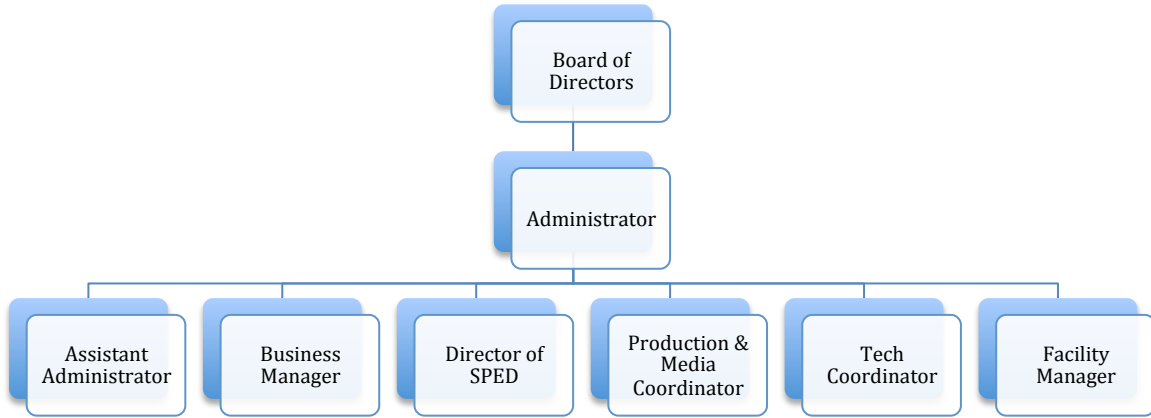 Board of
Directors
Administrator
Assistant
Administrator
Business
Manager
Director of
SPED
Production &
Media
Coordinator
Tech
Coordinator
Facility
Manager